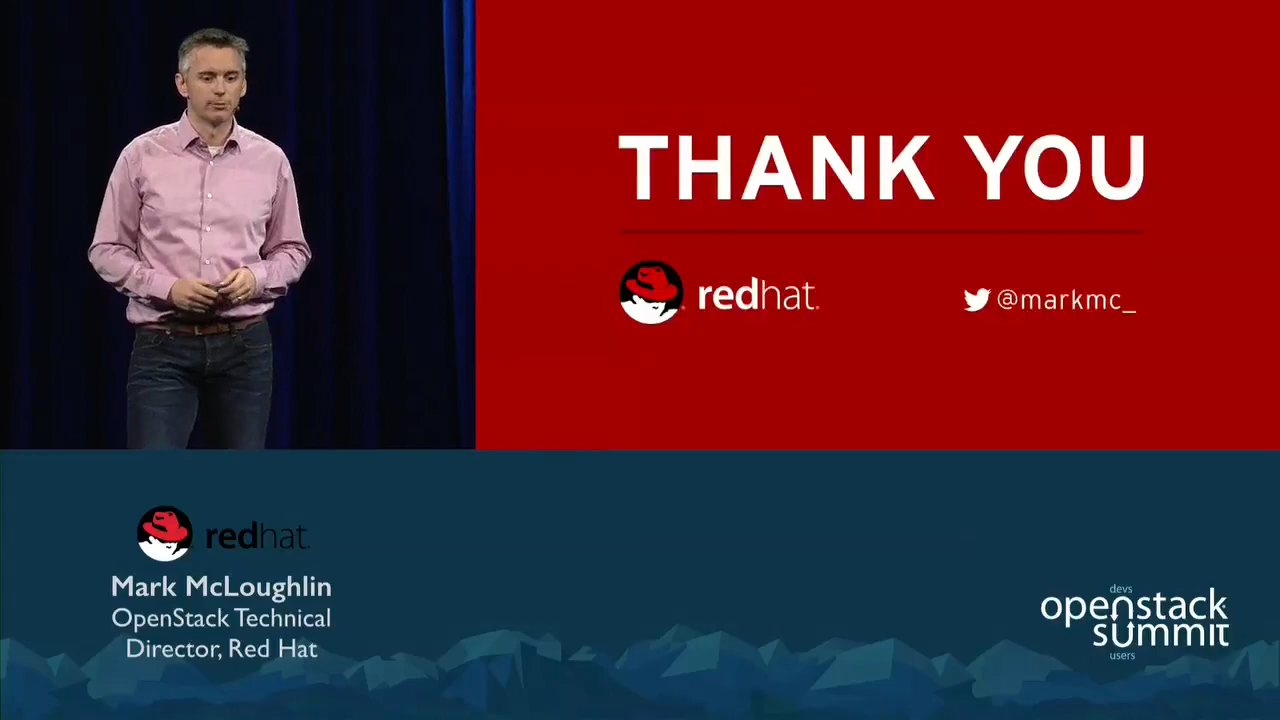 THANK YOU
redhat.
@markmc_
redhat.
Mark McLoughlin
OpenStack Technical
Director, Red Hat
devs
openstack
summit
users